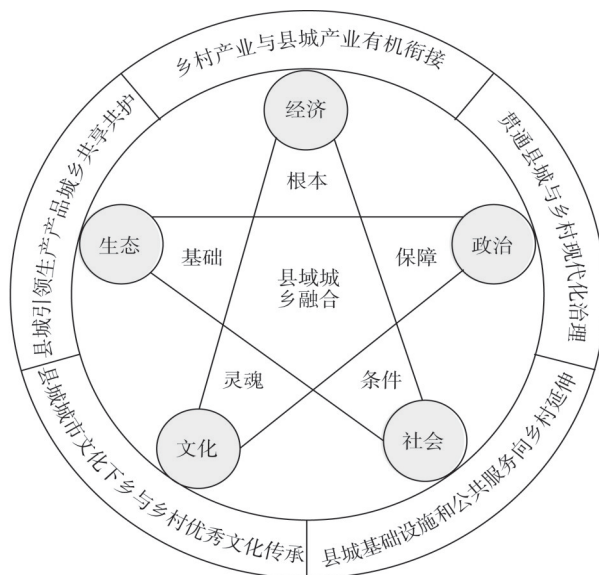 乡村产业与县城产业有机衔接
贯通县城与乡村现代化治理
县城基础设施和公共服务向乡村延伸
县城城市文化下乡与乡村优秀文化传承
县城引领生产产品城乡共享共护
经济
根本
生态
基础
保障
政治
县域城
乡融合
灵魂
条件
文化
社会